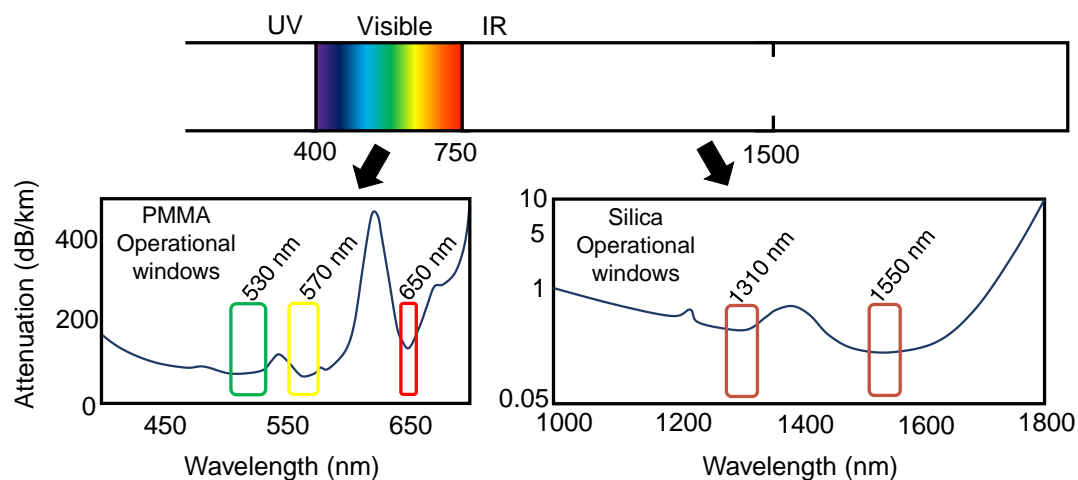 UV Visible IR
400 750 1500
PMMA
Operational
windows
530 nm
570 nm
650 nm
Attenuation (dB/km)
400
200
0
450 550 650
Wavelength (nm)
Silica
Operational
windows
1310 nm
1550 nm
10
5
1
0.05
1000 1200 1400 1600 1800
Wavelength (nm)